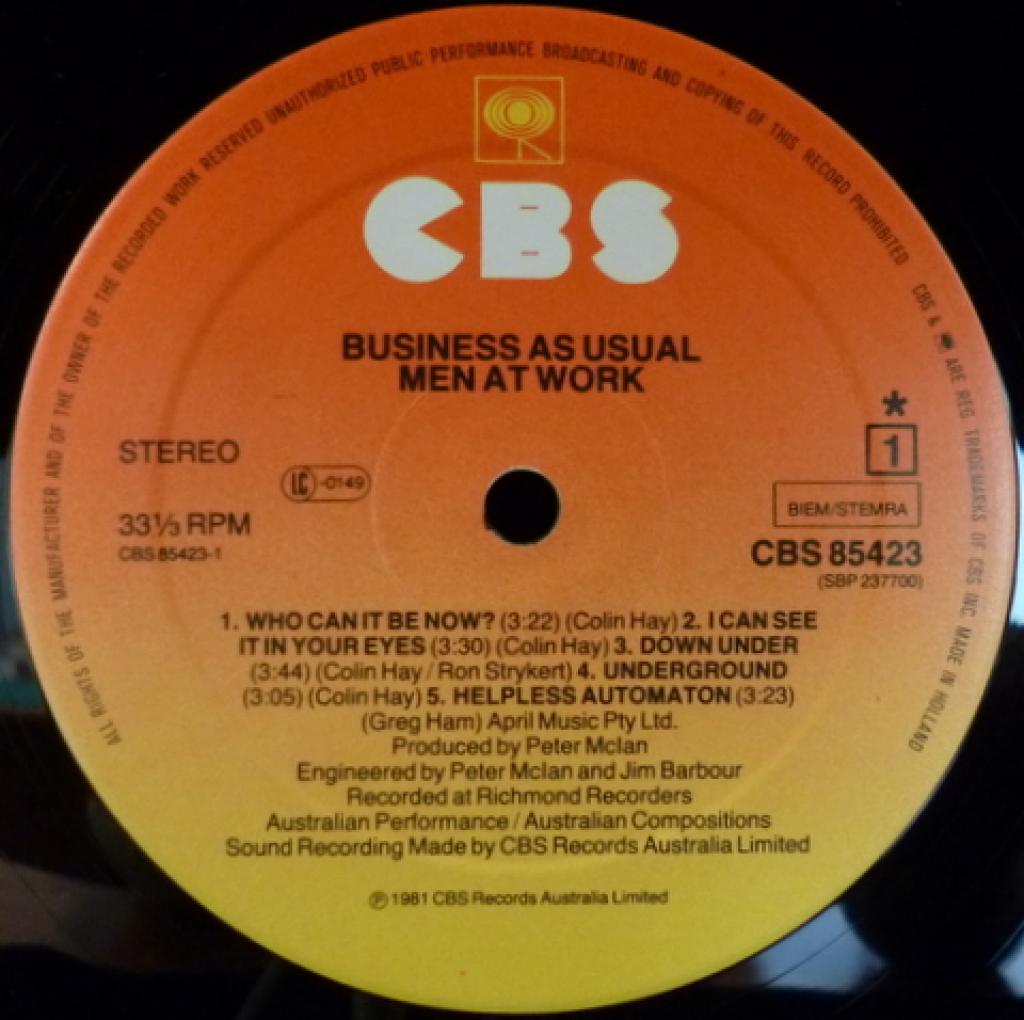 ALL RIGHTS OF THE MANUFACTURER AND OF THE OWNER OF THE RECORDED WORK RESERVED UNAUTHORIZED PUBLIC PERFORMANCE BROADCASTING AND COPYING OF THIS RECORD PROHIBITED CBS & ARE REG. TRADEMARKS OF CBS INC. MADE IN HOLLAND
CBS
BUSINESS AS USUAL
MEN AT WORK
STEREO
LC -0149
33⅓ RPM
CBS 85423-1
*
1
BIEM/STEMRA
CBS 85423
(SBP 237700)
1. WHO CAN IT BE NOW? (3:22) (Colin Hay) 2. I CAN SEE
IT IN YOUR EYES (3:30) (Colin Hay) 3. DOWN UNDER
(3:44) (Colin Hay / Ron Strykert) 4. UNDERGROUND
(3:05) (Colin Hay) 5. HELPLESS AUTOMATON (3:23)
(Greg Ham) April Music Pty Ltd.
Produced by Peter McIan
Engineered by Peter McIan and Jim Barbour
Recorded at Richmond Recorders
Australian Performance / Australian Compositions
Sound Recording Made by CBS Records Australia Limited
℗ 1981 CBS Records Australia Limited